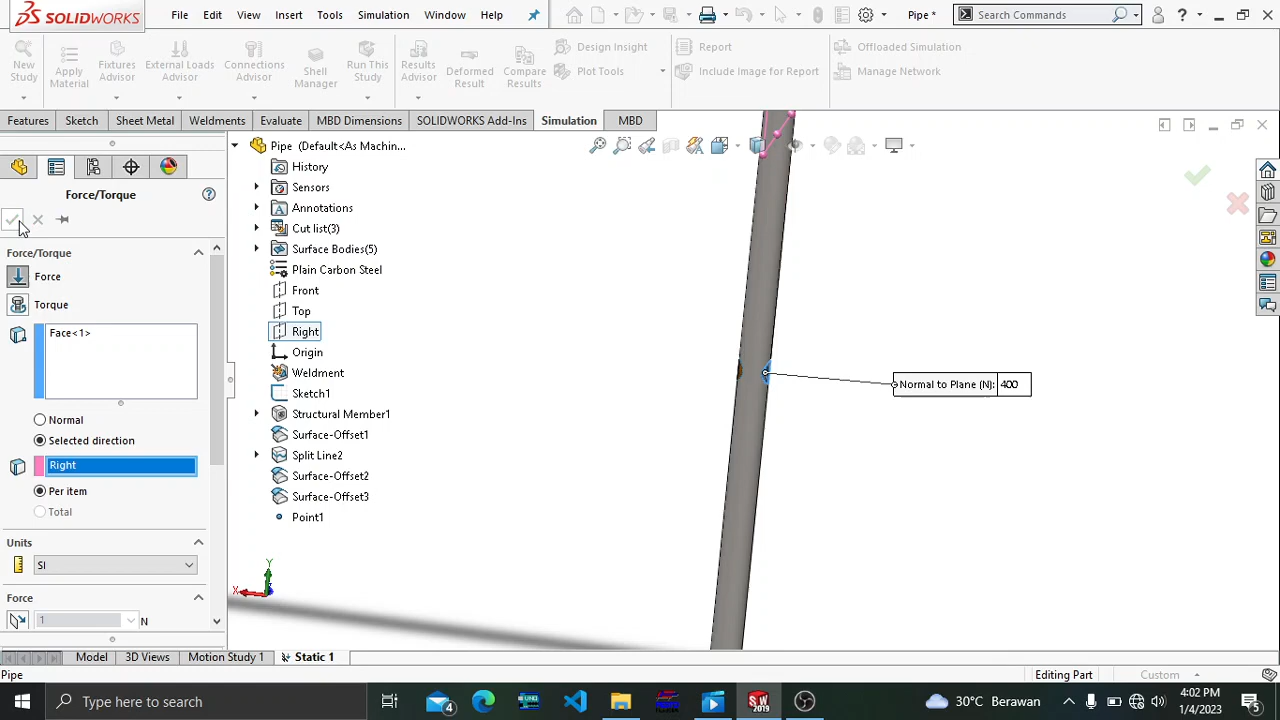 SOLIDWORKS File Edit View Insert Tools Simulation Window Help Pipe * Search Commands
New Study Apply Material Fixtures Advisor External Loads Advisor Connections Advisor Shell Manager Run This Study Results Advisor Deformed Result Compare Results Design Insight Plot Tools Report Include Image for Report Offloaded Simulation Manage Network
Features Sketch Sheet Metal Weldments Evaluate MBD Dimensions SOLIDWORKS Add-Ins Simulation MBD
Force/Torque ?
Force/Torque
Force
Torque
Face<1>
Normal
Selected direction
Right
Per item
Total
Units
SI
Force
1 N
Pipe (Default<As Machin...
History
Sensors
Annotations
Cut list(3)
Surface Bodies(5)
Plain Carbon Steel
Front
Top
Right
Origin
Weldment
Sketch1
Structural Member1
Surface-Offset1
Split Line2
Surface-Offset2
Surface-Offset3
Point1
Normal to Plane (N): 400
Y
X
Model 3D Views Motion Study 1 Static 1
Pipe Editing Part Custom
Type here to search 4 SW 2019 30°C Berawan 4:02 PM
1/4/2023 5